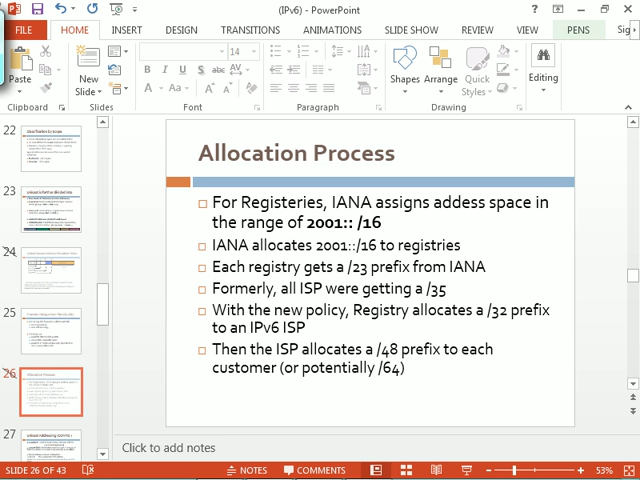 (IPv6) - PowerPoint
FILE HOME INSERT DESIGN TRANSITIONS ANIMATIONS SLIDE SHOW REVIEW VIEW PENS Sig
14
Paste New Slide Shapes Arrange Quick Styles Editing
Clipboard Slides Font Paragraph Drawing
22
23
24
25
26
27
Allocation Process
For Registeries, IANA assigns addess space in
the range of 2001:: /16
IANA allocates 2001::/16 to registries
Each registry gets a /23 prefix from IANA
Formerly, all ISP were getting a /35
With the new policy, Registry allocates a /32 prefix
to an IPv6 ISP
Then the ISP allocates a /48 prefix to each
customer (or potentially /64)
Click to add notes
SLIDE 26 OF 43 NOTES COMMENTS 53%